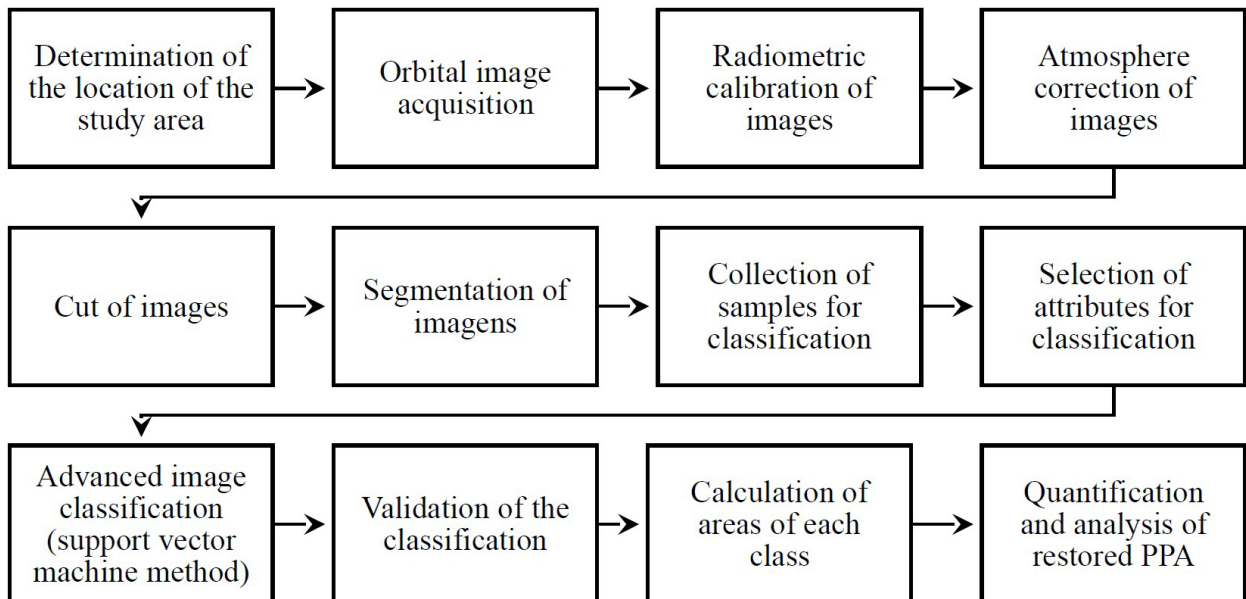 Determination of
the location of the
study area
Orbital image
acquisition
Radiometric
calibration of
images
Atmosphere
correction of
images
Cut of images
Segmentation of
imagens
Collection of
samples for
classification
Selection of
attributes for
classification
Advanced image
classification
(support vector
machine method)
Validation of the
classification
Calculation of
areas of each
class
Quantification
and analysis of
restored PPA